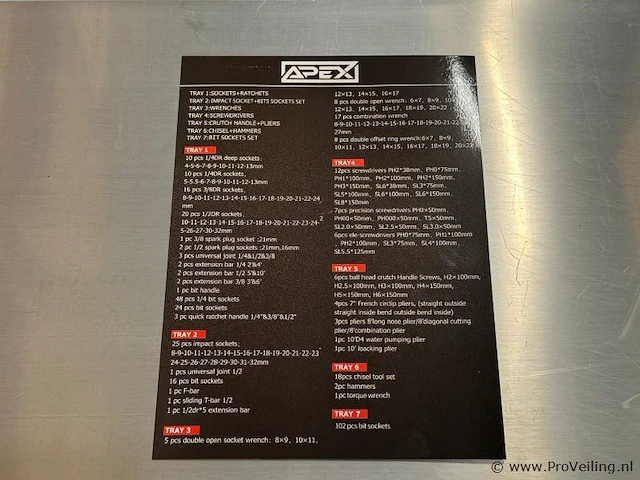 APEX
TRAY 1:SOCKETS+RATCHETS
TRAY 2:IMPACT SOCKET+BITS SOCKETS SET
TRAY 3:WRENCHES
TRAY 4:SCREWDRIVERS
TRAY 5:CRUTCH HANDLE+PLIERS
TRAY 6:CHISEL+HAMMERS
TRAY 7:BIT SOCKETS SET
TRAY 1
10 pcs 1/4DR deep sockets:
4-5-6-7-8-9-10-11-12-13mm
10 pcs 1/4DR sockets:
5-5.5-6-7-8-9-10-11-12-13mm
16 pcs 3/8DR sockets:
8-9-10-11-12-13-14-15-16-17-18-19-20-21-22-24
mm
20 pcs 1/2DR sockets:
10-11-12-13-14-15-16-17-18-19-20-21-22-23-24-2
5-26-27-30-32mm
1 pc 3/8 spark plug socket :21mm
2 pc 1/2 spark plug sockets :21mm,16mm
3 pcs universal joint 1/4&1/2&3/8
2 pcs extension bar 1/4 2'&4'
2 pcs extension bar 1/2 5'&10'
2 pcs extension bar 3/8 3'&6'
1 pc bit handle
48 pcs 1/4 bit sockets
24 pcs bit sockets
3 pc quick ratchet handle 1/4"&3/8"&1/2"
TRAY 2
25 pcs impact sockets:
8-9-10-11-12-13-14-15-16-17-18-19-20-21-22-23
24-25-26-27-28-29-30-31-32mm
1 pcs universal joint 1/2
16 pcs bit sockets
1 pc F-bar
1 pc sliding T-bar 1/2
1 pc 1/2dr*5 extension bar
TRAY 3
5 pcs double open socket wrench: 8×9, 10×11,
12×13, 14×15, 16×17
8 pcs double open wrench: 6×7, 8×9, 10
12×13, 14×15, 16×17, 18×19, 20×22
17 pcs combination wrench
8-9-10-11-12-13-14-15-16-17-18-19-20-22
27mm
8 pcs double offset ring wrench:6×7, 8×9,
10×11, 12×13, 14×15, 16×17, 18×19, 20×22
TRAY4
12pcs screwdrivers PH2*38mm, PH0*75mm,
PH1*100mm, PH2*100mm, PH2*150mm,
PH3*150mm, SL6*38mm, SL3*75mm,
SL5*100mm, SL6*100mm, SL6*150mm,
SL8*150mm
7pcs precision screwdrivers PH0×50mm,
PH00×50mm, PH000×50mm, T5×50mm,
SL2.0×50mm, SL2.5×50mm, SL3.0×50mm
6pcs ele-screwdrivers PH0*75mm, PH1*100mm
, PH2*100mm, SL3*75mm, SL4*100mm,
SL5.5*125mm
TRAY 5
6pcs ball head crutch Handle Screws, H2×100mm,
H2.5×100mm, H3×100mm, H4×150mm,
H5×150mm, H6×150mm
4pcs 7" French circlip pliers, (straight outside
straight inside bend outside bend inside)
3pcs pliers 8'long nose plier/8'diagonal cutting
plier/8'combination plier
1pc 10'D4 water pumping plier
1pc 10' loacking plier
TRAY 6
18pcs chisel tool set
2pc hammers
1pc torque wrench
TRAY 7
102 pcs bit sockets
© www.ProVeiling.nl